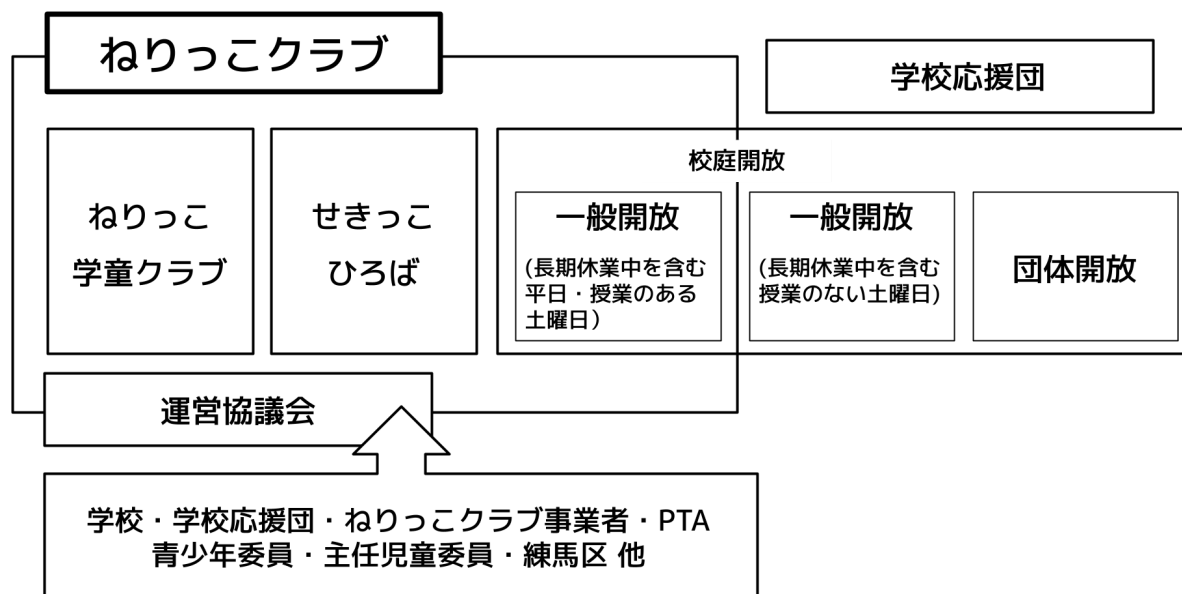 ねりっこクラブ
学校応援団
校庭開放
ねりっこ
学童クラブ
せきっこ
ひろば
一般開放
(長期休業中を含む
平日・授業のある
土曜日）
一般開放
(長期休業中を含む
授業のない土曜日)
団体開放
運営協議会
学校・学校応援団・ねりっこクラブ事業者・PTA
青少年委員・主任児童委員・練馬区 他